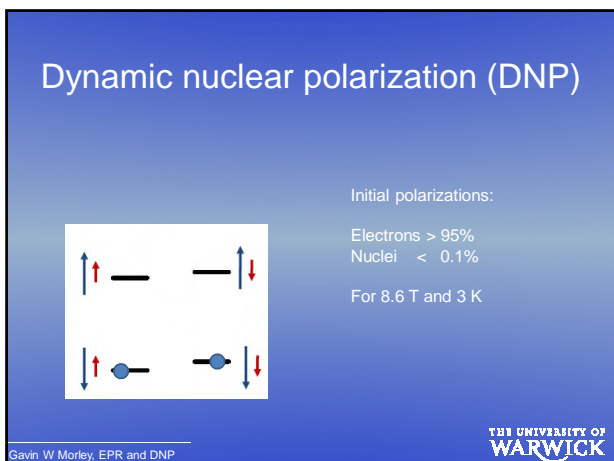 Dynamic nuclear polarization (DNP)
Initial polarizations:
Electrons > 95%
Nuclei < 0.1%
For 8.6 T and 3 K
Gavin W Morley, EPR and DNP
THE UNIVERSITY OF
WARWICK